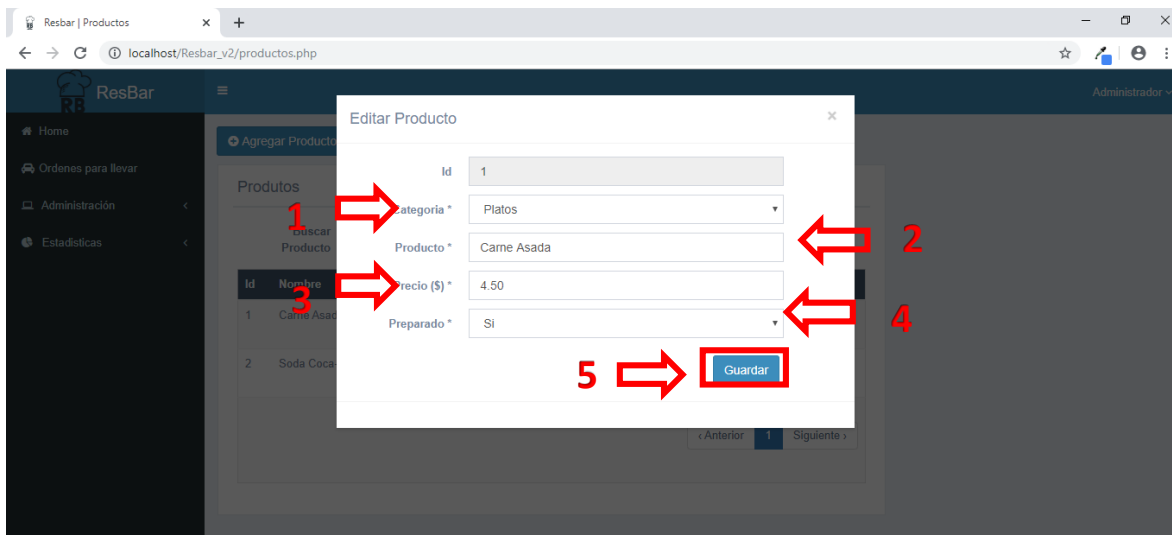 Resbar | Productos
localhost/Resbar_v2/productos.php
RB ResBar
Administrador
Home
Ordenes para llevar
Administración
Estadisticas
Agregar Producto
Editar Producto ×
Id 1
Produtos
1 Categoria * Platos
Buscar
Producto
Producto * Carne Asada 2
Id Nombre
3 Precio ($) * 4.50
1 Carne Asad
Preparado * Si 4
2 Soda Coca-
5 Guardar
‹ Anterior 1 Siguiente ›